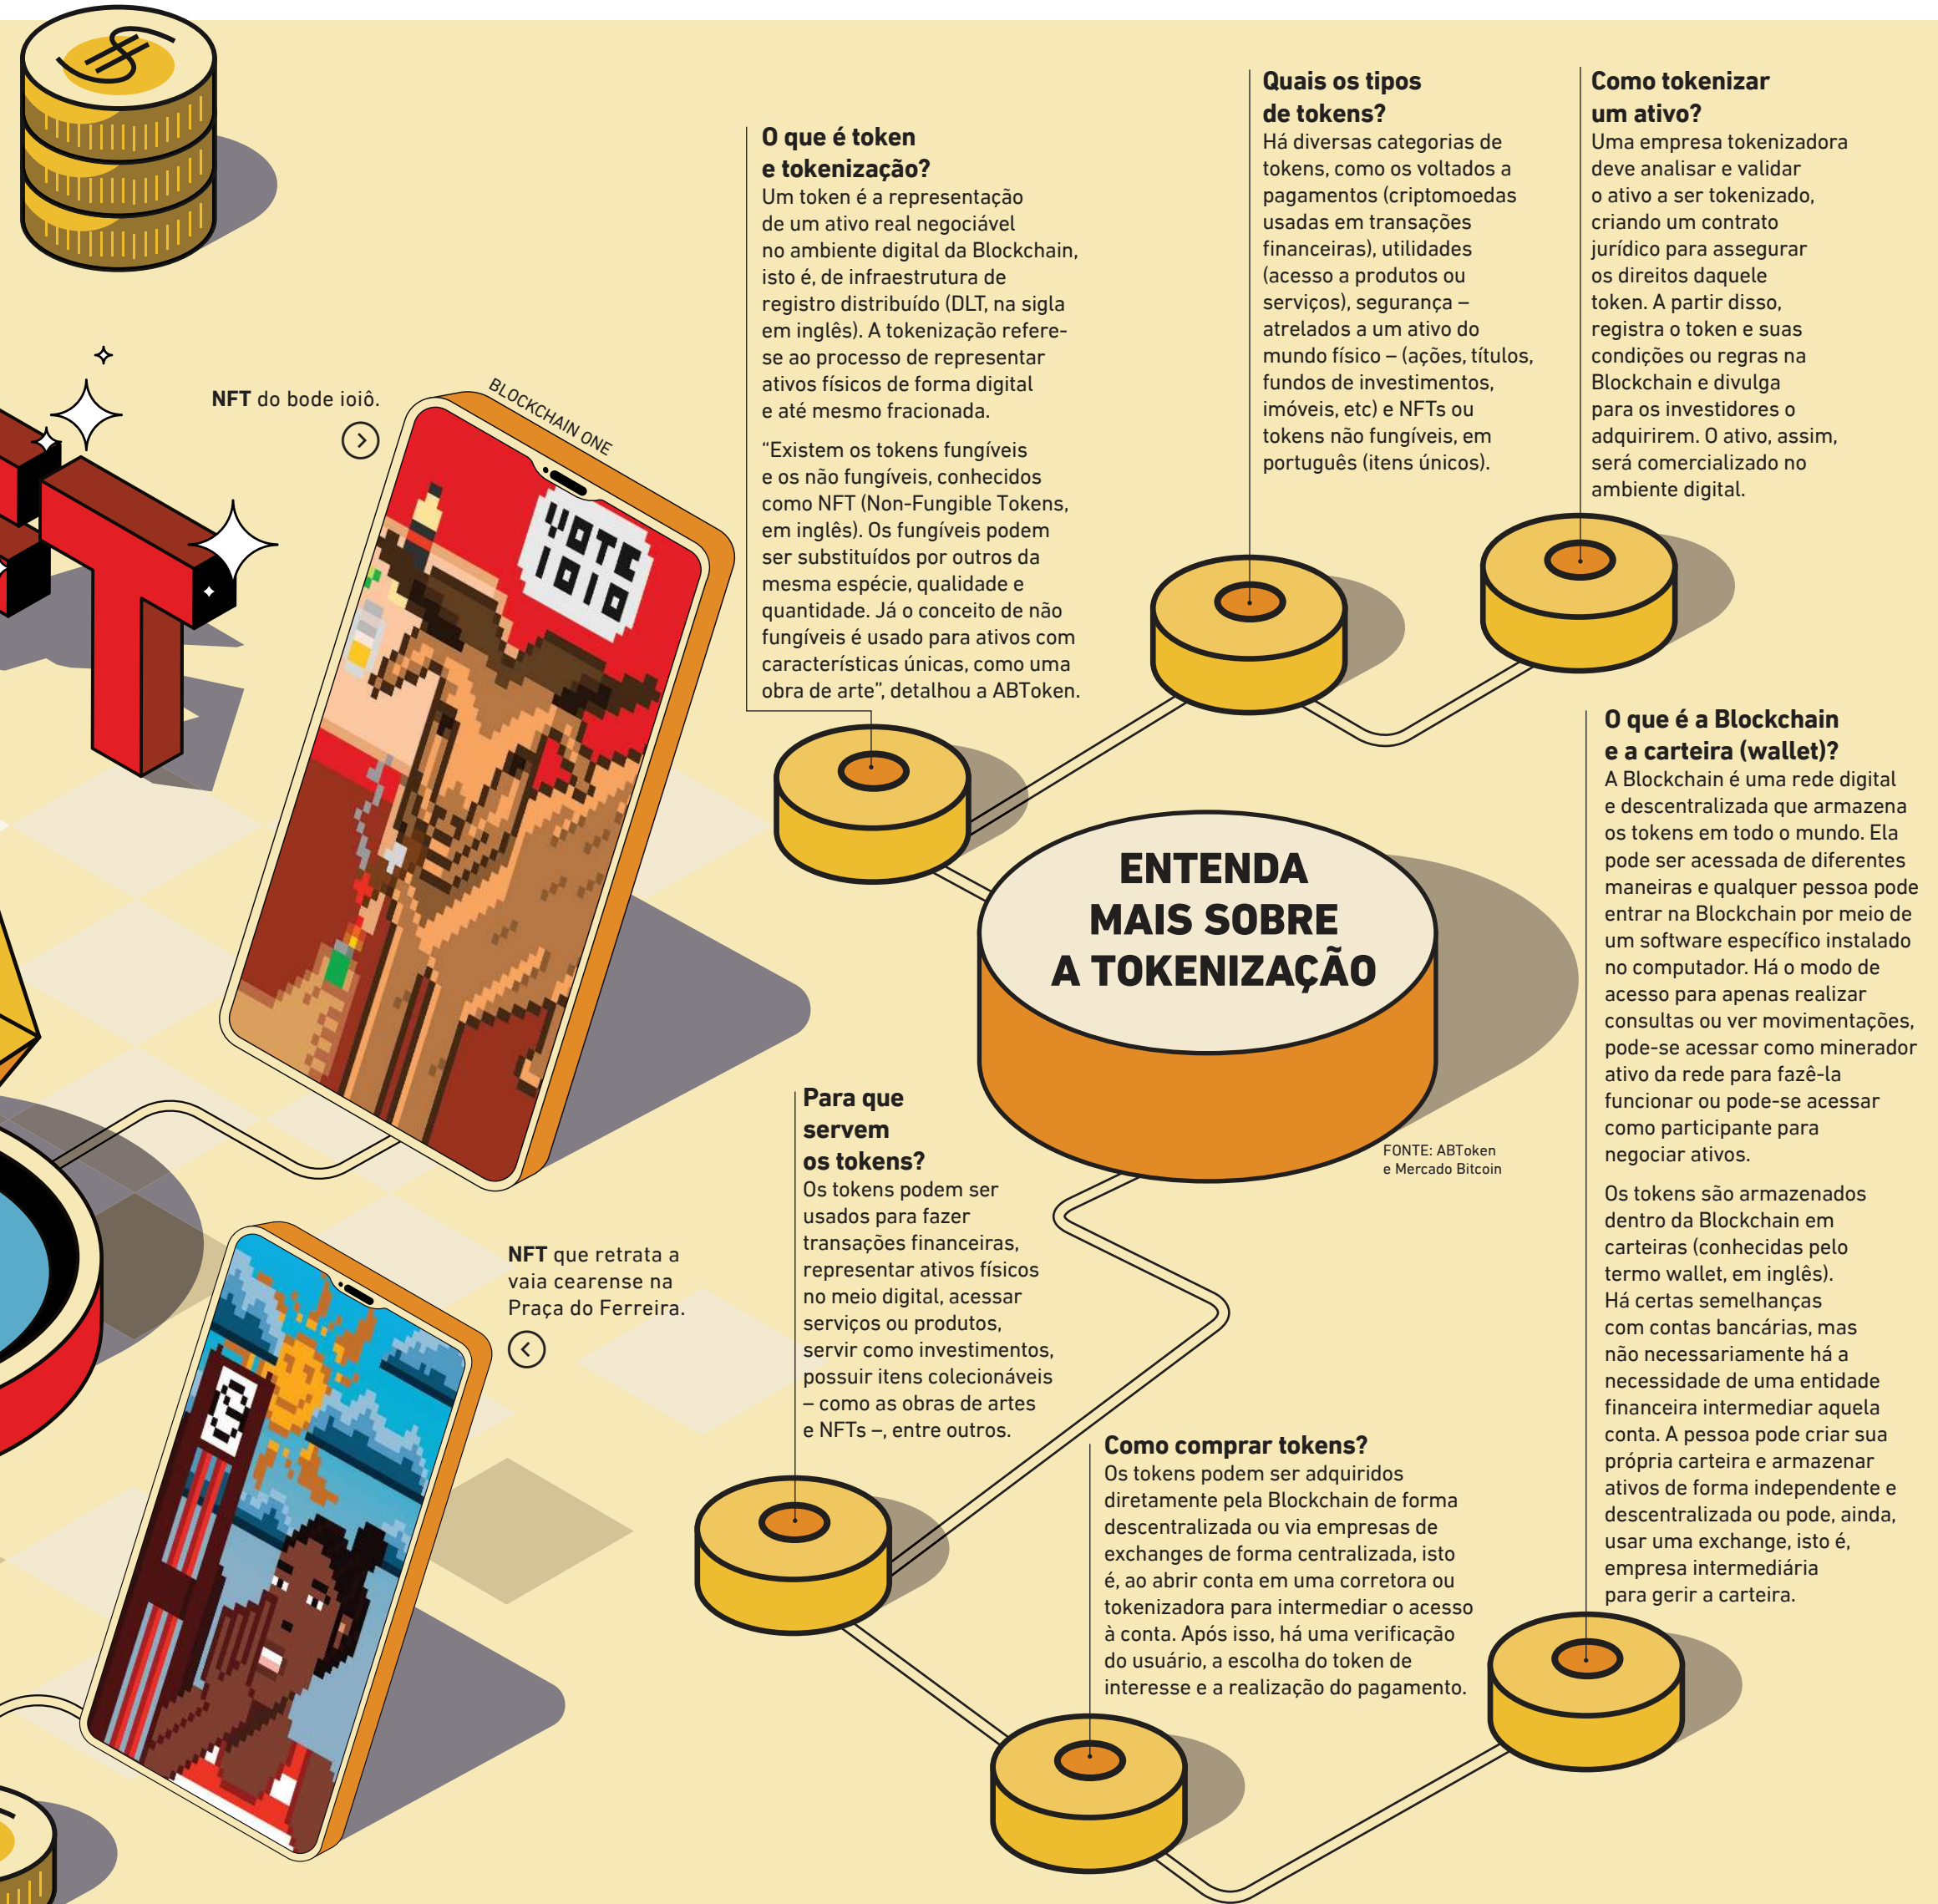 NFT do bode ioiô.
BLOCKCHAIN ONE
VOTE
IOIO
NFT que retrata a
vaia cearense na
Praça do Ferreira.
ENTENDA
MAIS SOBRE
A TOKENIZAÇÃO
O que é token
e tokenização?
Um token é a representação
de um ativo real negociável
no ambiente digital da Blockchain,
isto é, de infraestrutura de
registro distribuído (DLT, na sigla
em inglês). A tokenização refere-
se ao processo de representar
ativos físicos de forma digital
e até mesmo fracionada.
“Existem os tokens fungíveis
e os não fungíveis, conhecidos
como NFT (Non-Fungible Tokens,
em inglês). Os fungíveis podem
ser substituídos por outros da
mesma espécie, qualidade e
quantidade. Já o conceito de não
fungíveis é usado para ativos com
características únicas, como uma
obra de arte”, detalhou a ABToken.
Quais os tipos
de tokens?
Há diversas categorias de
tokens, como os voltados a
pagamentos (criptomoedas
usadas em transações
financeiras), utilidades
(acesso a produtos ou
serviços), segurança –
atrelados a um ativo do
mundo físico – (ações, títulos,
fundos de investimentos,
imóveis, etc) e NFTs ou
tokens não fungíveis, em
português (itens únicos).
Como tokenizar
um ativo?
Uma empresa tokenizadora
deve analisar e validar
o ativo a ser tokenizado,
criando um contrato
jurídico para assegurar
os direitos daquele
token. A partir disso,
registra o token e suas
condições ou regras na
Blockchain e divulga
para os investidores o
adquirirem. O ativo, assim,
será comercializado no
ambiente digital.
O que é a Blockchain
e a carteira (wallet)?
A Blockchain é uma rede digital
e descentralizada que armazena
os tokens em todo o mundo. Ela
pode ser acessada de diferentes
maneiras e qualquer pessoa pode
entrar na Blockchain por meio de
um software específico instalado
no computador. Há o modo de
acesso para apenas realizar
consultas ou ver movimentações,
pode-se acessar como minerador
ativo da rede para fazê-la
funcionar ou pode-se acessar
como participante para
negociar ativos.
Os tokens são armazenados
dentro da Blockchain em
carteiras (conhecidas pelo
termo wallet, em inglês).
Há certas semelhanças
com contas bancárias, mas
não necessariamente há a
necessidade de uma entidade
financeira intermediar aquela
conta. A pessoa pode criar sua
própria carteira e armazenar
ativos de forma independente e
descentralizada ou pode, ainda,
usar uma exchange, isto é,
empresa intermediária
para gerir a carteira.
Para que
servem
os tokens?
Os tokens podem ser
usados para fazer
transações financeiras,
representar ativos físicos
no meio digital, acessar
serviços ou produtos,
servir como investimentos,
possuir itens colecionáveis
– como as obras de artes
e NFTs –, entre outros.
Como comprar tokens?
Os tokens podem ser adquiridos
diretamente pela Blockchain de forma
descentralizada ou via empresas de
exchanges de forma centralizada, isto
é, ao abrir conta em uma corretora ou
tokenizadora para intermediar o acesso
à conta. Após isso, há uma verificação
do usuário, a escolha do token de
interesse e a realização do pagamento.
FONTE: ABToken
e Mercado Bitcoin